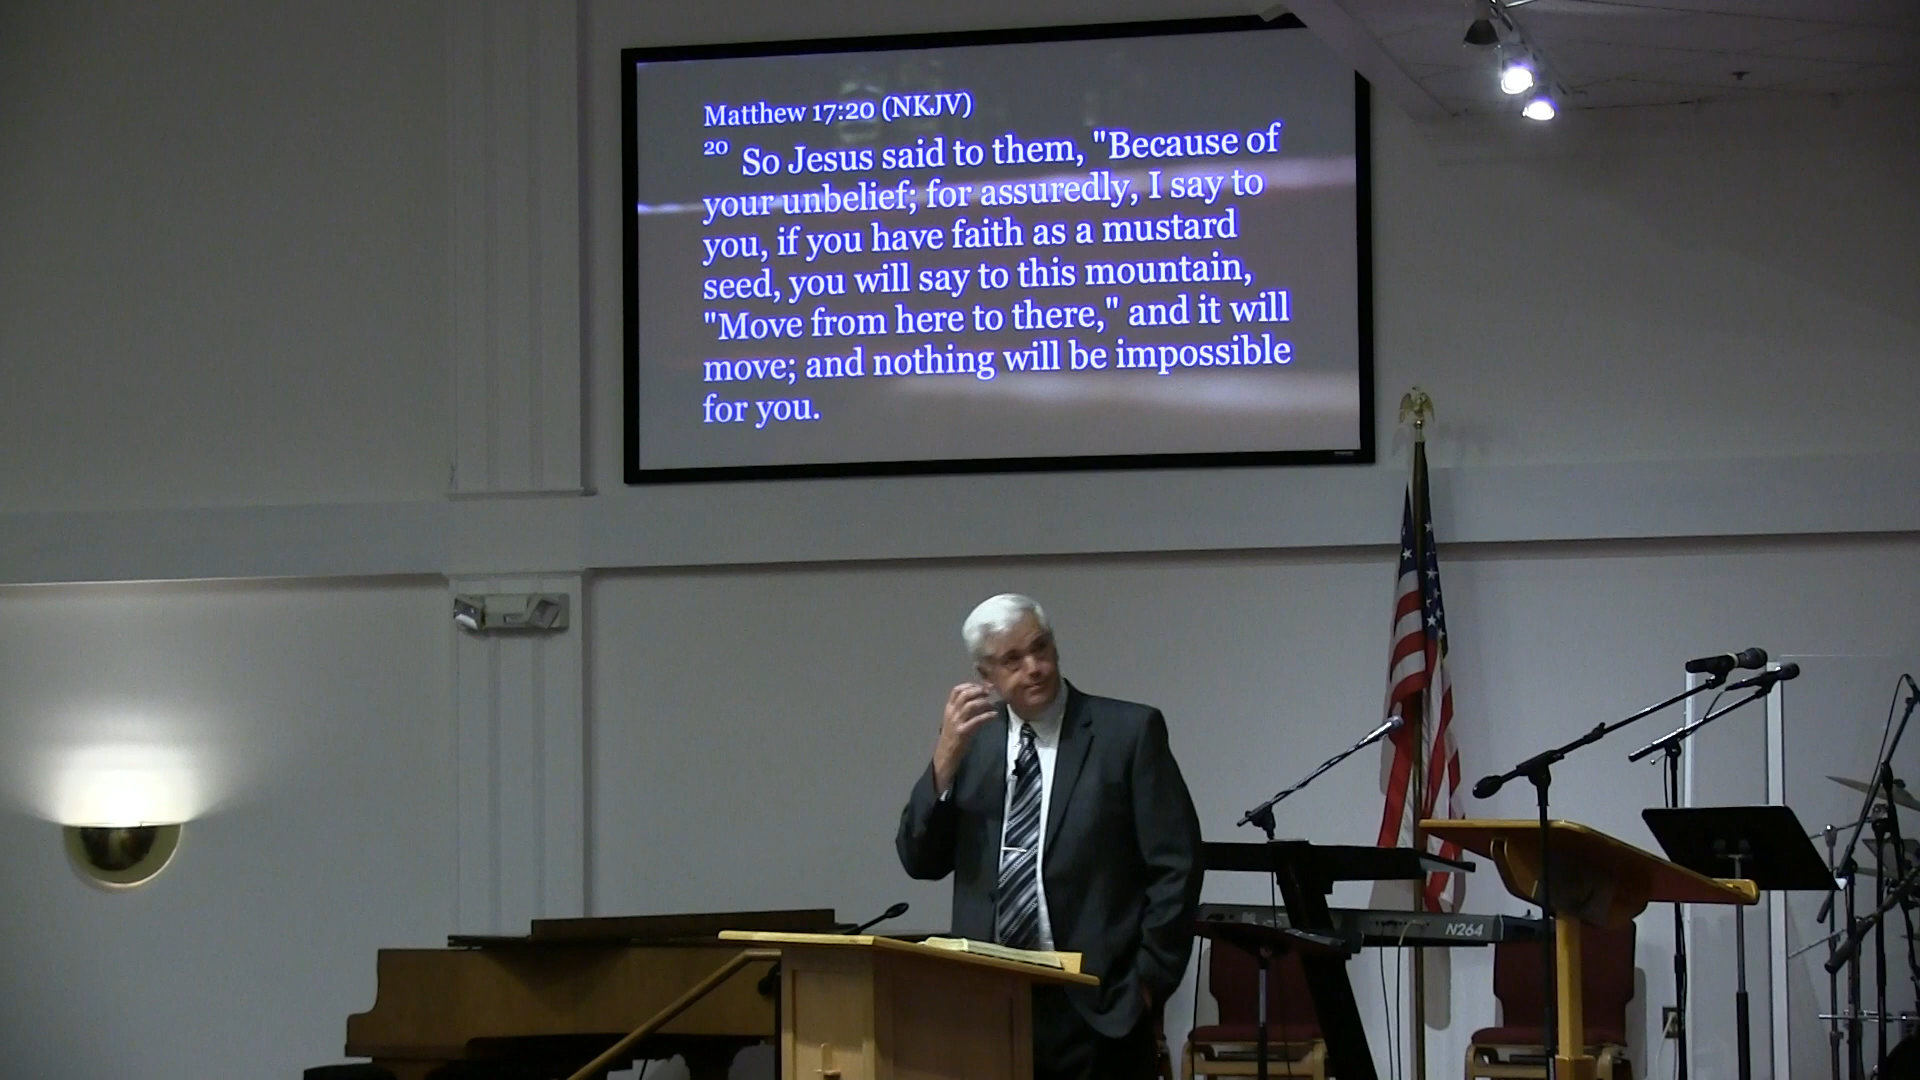 Matthew 17:20 (NKJV)
20 So Jesus said to them, "Because of
your unbelief; for assuredly, I say to
you, if you have faith as a mustard
seed, you will say to this mountain,
"Move from here to there," and it will
move; and nothing will be impossible
for you.
N264